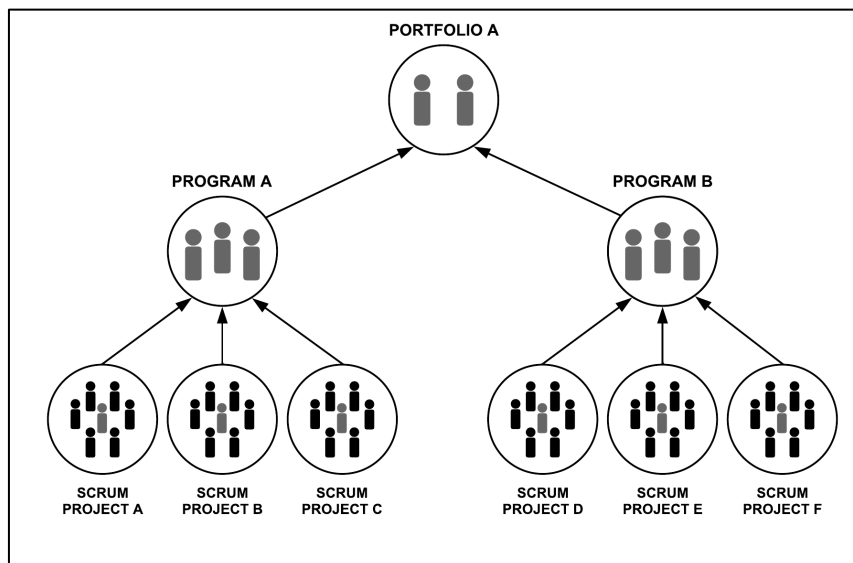 PORTFOLIO A
PROGRAM A
PROGRAM B
SCRUM
PROJECT A
SCRUM
PROJECT B
SCRUM
PROJECT C
SCRUM
PROJECT D
SCRUM
PROJECT E
SCRUM
PROJECT F